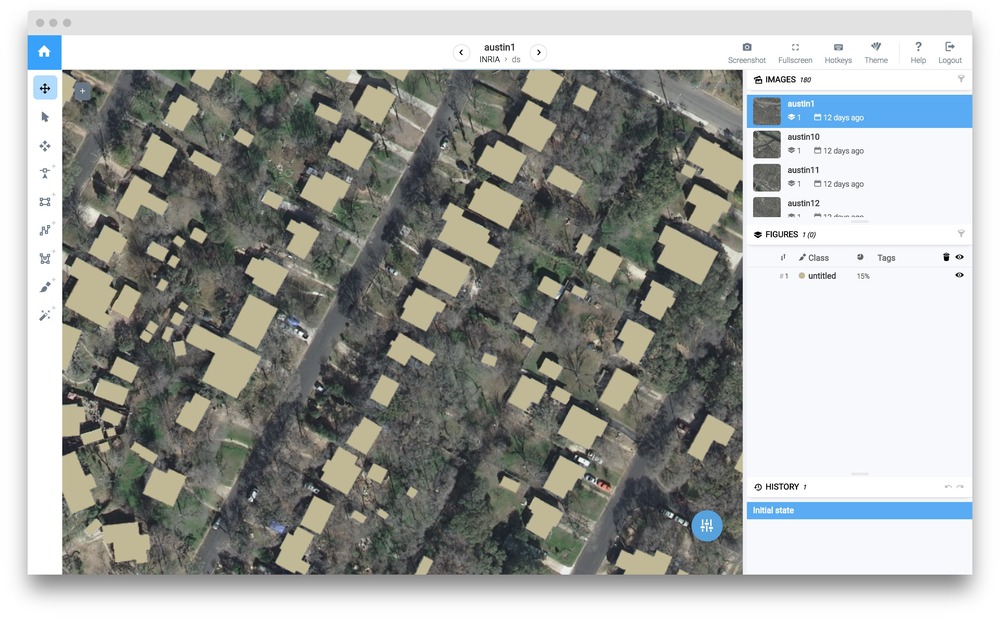 austin1
INRIA › ds
Screenshot
Fullscreen
Hotkeys
Theme
Help
Logout
IMAGES 180
austin1
1 12 days ago
austin10
1 12 days ago
austin11
1 12 days ago
austin12
1 12 days ago
FIGURES 1 (0)
Class
Tags
#1 untitled 15%
HISTORY 1
Initial state